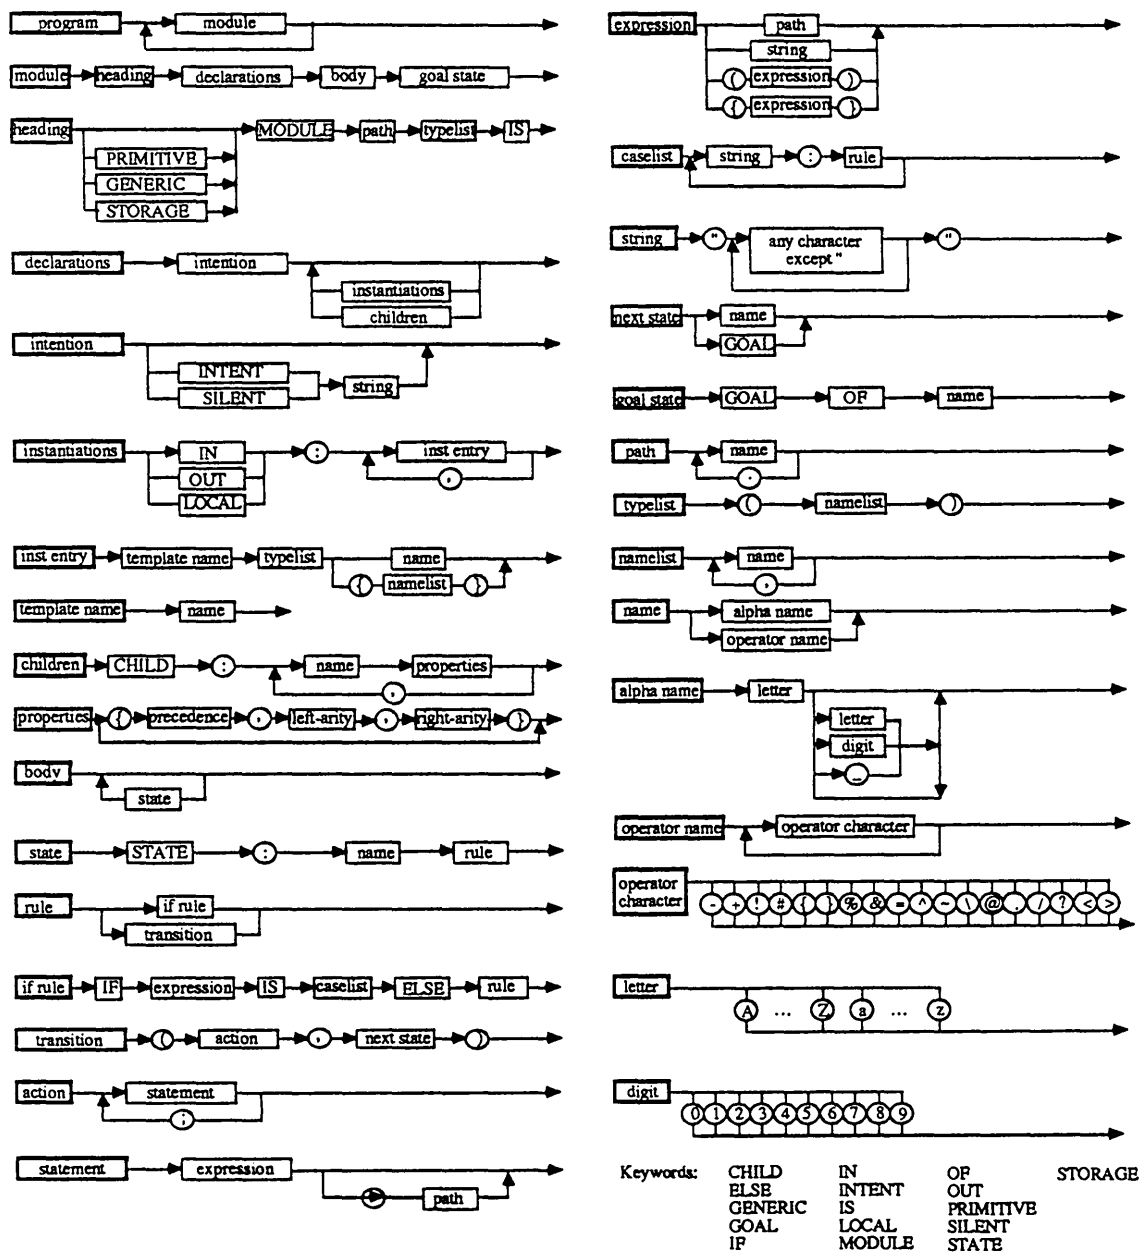 program module
module heading declarations body goal state
heading MODULE path typelist IS
PRIMITIVE
GENERIC
STORAGE
declarations intention
instantiations
children
intention
INTENT
SILENT string
instantiations IN : inst entry
OUT ,
LOCAL
inst entry template name typelist name
{ namelist }
template name name
children CHILD : name properties
,
properties { precedence , left-arity , right-arity }
body
state
state STATE : name rule
rule if rule
transition
if rule IF expression IS caselist ELSE rule
transition ( action , next state )
action statement
;
statement expression
path
expression path
string
( expression )
{ expression }
caselist string : rule
string " any character "
except "
next state name
GOAL
goal state GOAL OF name
path name
.
typelist ( namelist )
namelist name
,
name alpha name
operator name
alpha name letter
letter
digit
_
operator name operator character
operator
character
- + ! # { } % & = ^ ~ \ @ . / ? < >
letter
A ... Z a ... z
digit
0 1 2 3 4 5 6 7 8 9
Keywords: CHILD IN OF STORAGE
ELSE INTENT OUT
GENERIC IS PRIMITIVE
GOAL LOCAL SILENT
IF MODULE STATE